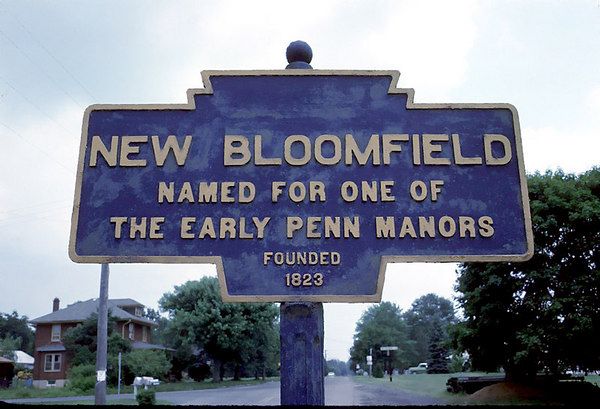 NEW BLOOMFIELD
NAMED FOR ONE OF
THE EARLY PENN MANORS
FOUNDED
1823